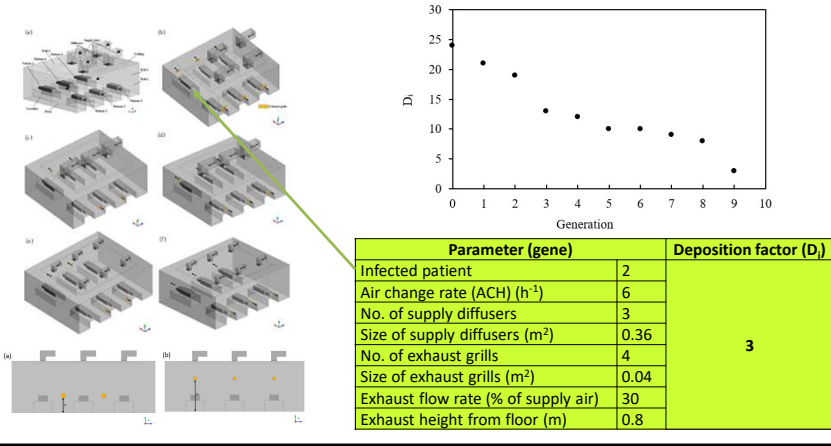 (a)
(b)
(c)
(d)
(e)
(f)
Exhaust grills
(a)
(b)
30
25
20
15
10
5
0
Di
0 1 2 3 4 5 6 7 8 9 10
Generation
Parameter (gene) Deposition factor (Di)
Infected patient 2
Air change rate (ACH) (h-1) 6
No. of supply diffusers 3
Size of supply diffusers (m2) 0.36
No. of exhaust grills 4
Size of exhaust grills (m2) 0.04
Exhaust flow rate (% of supply air) 30
Exhaust height from floor (m) 0.8
3